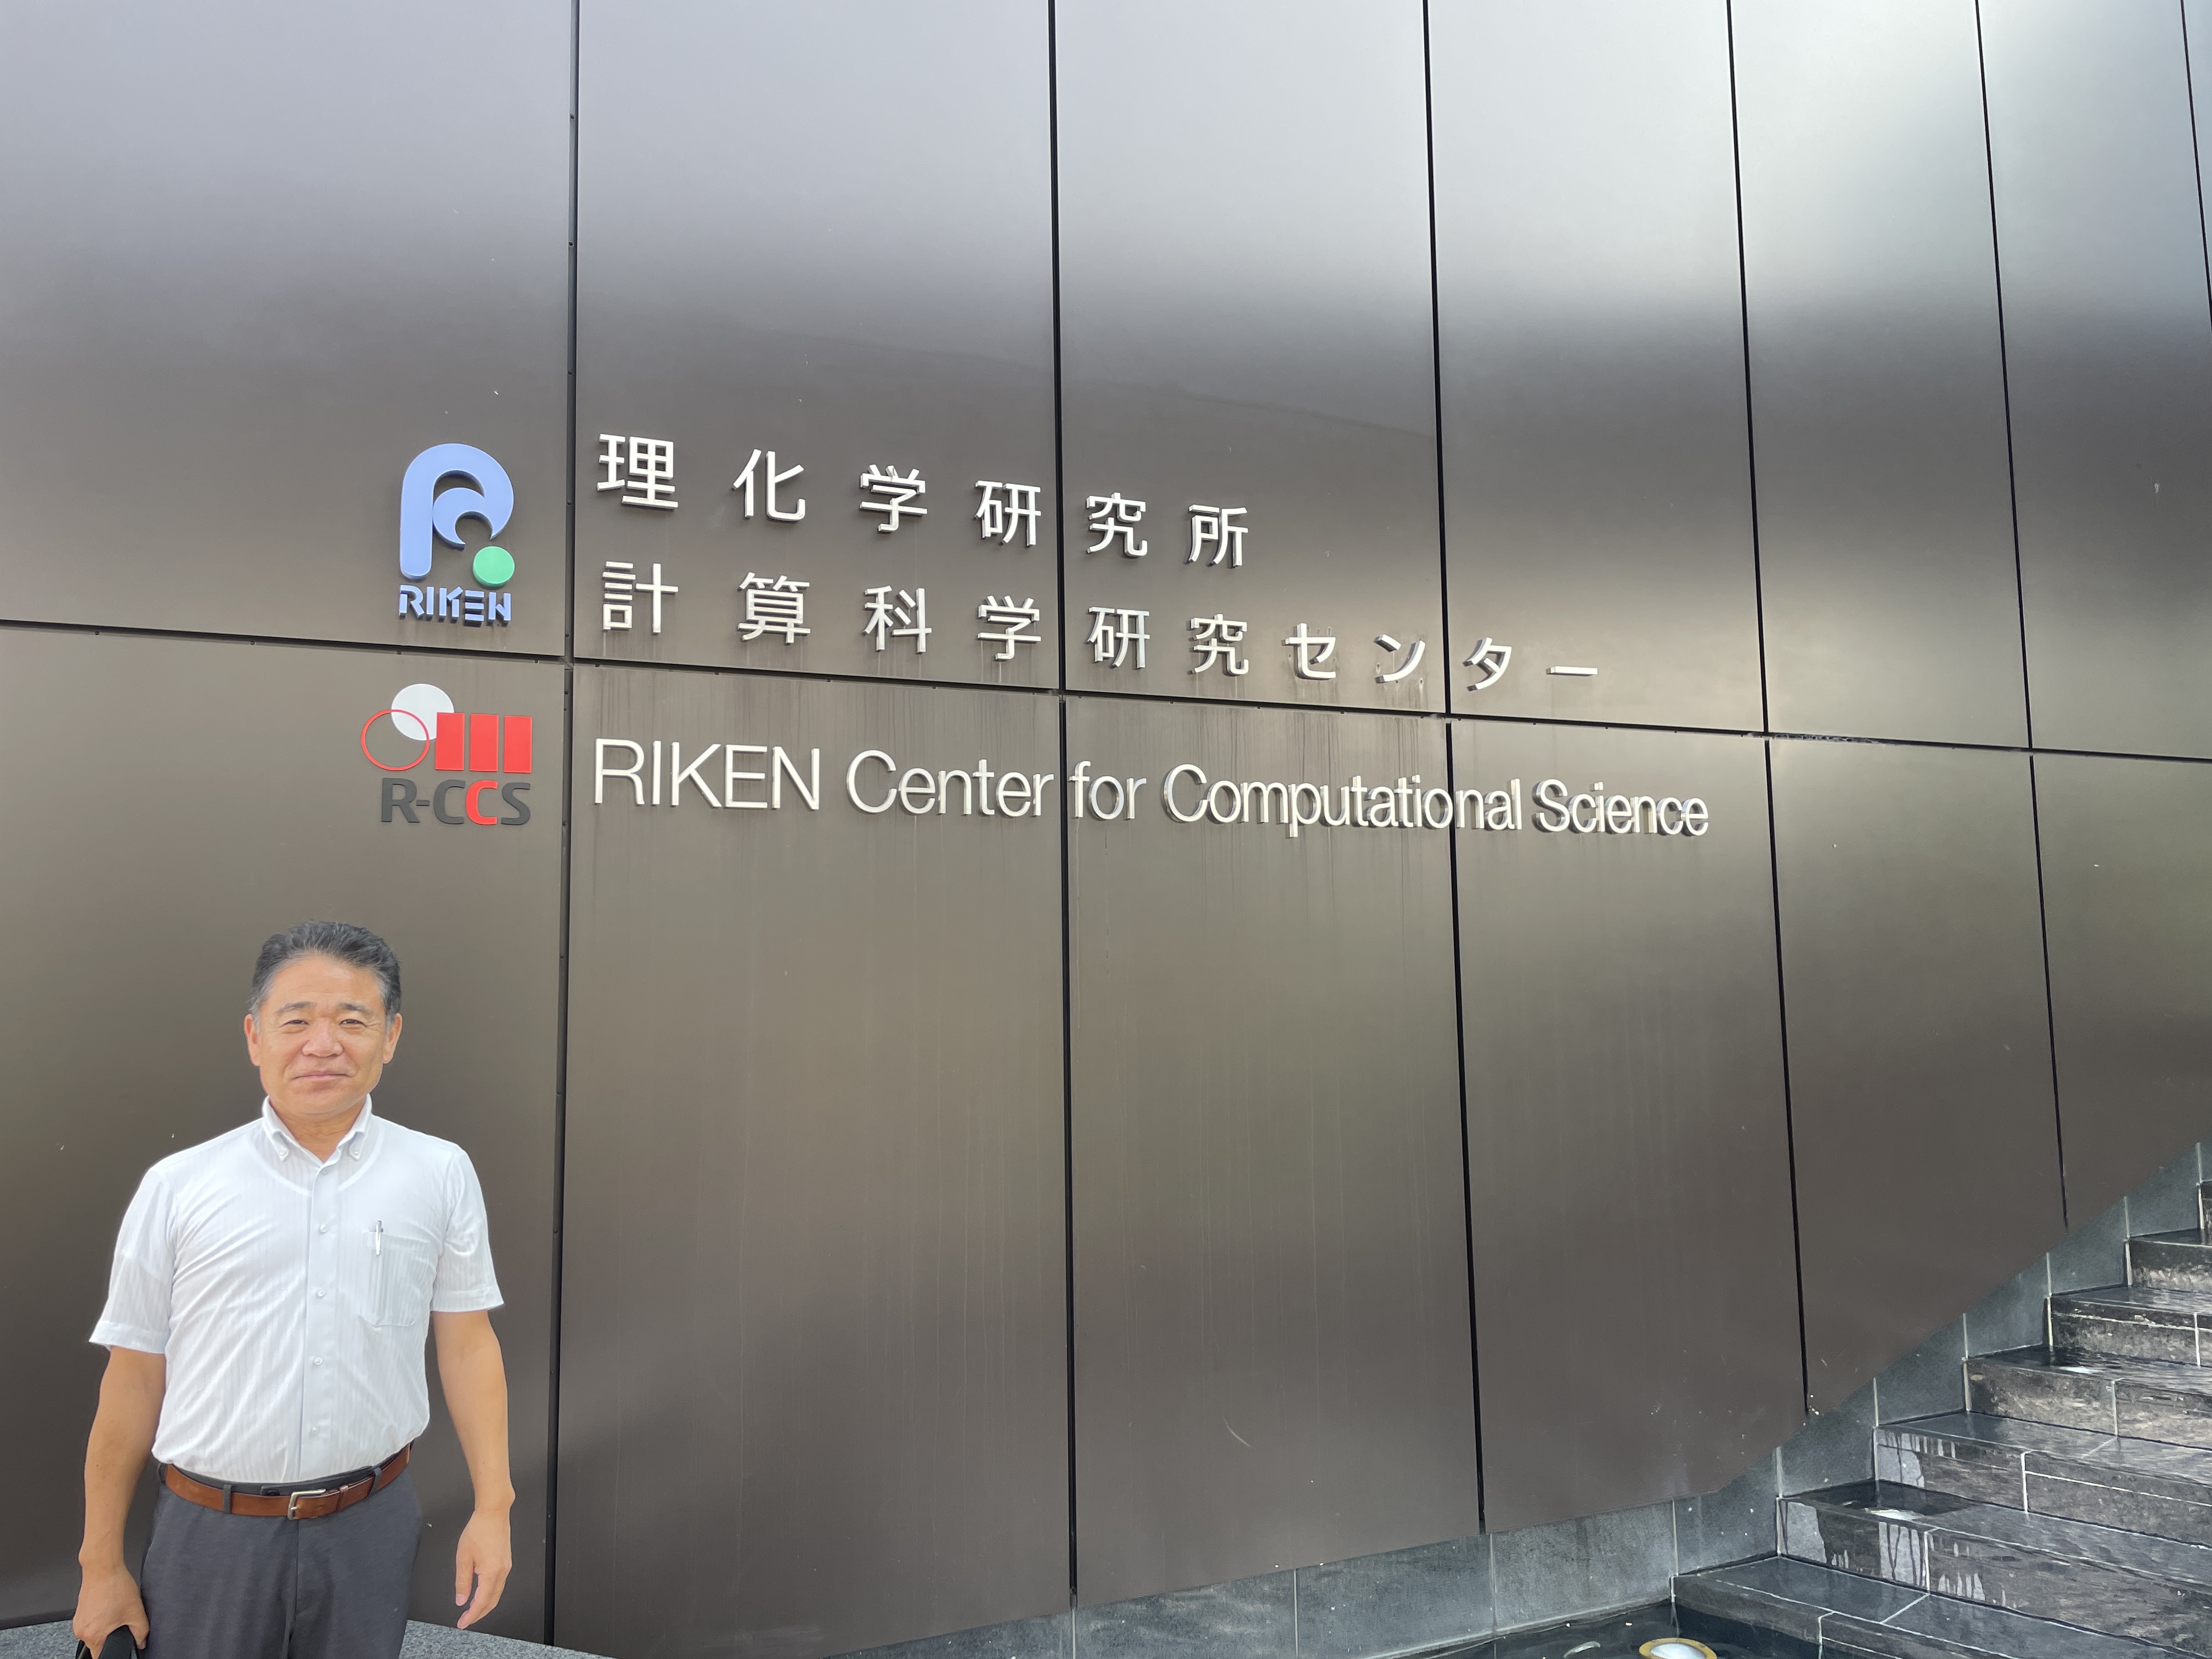 理化学研究所
計算科学研究センター
RIKEN
R-CCS
RIKEN Center for Computational Science